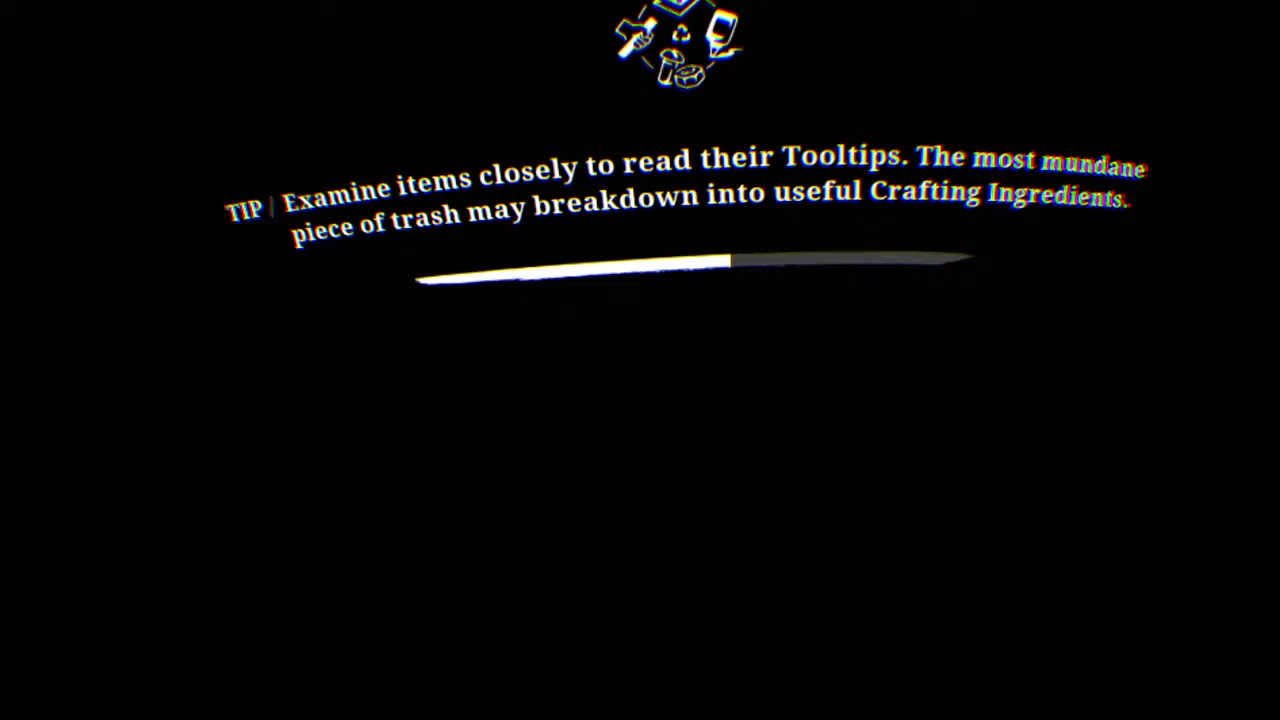 TIP | Examine items closely to read their Tooltips. The most mundane
piece of trash may breakdown into useful Crafting Ingredients.